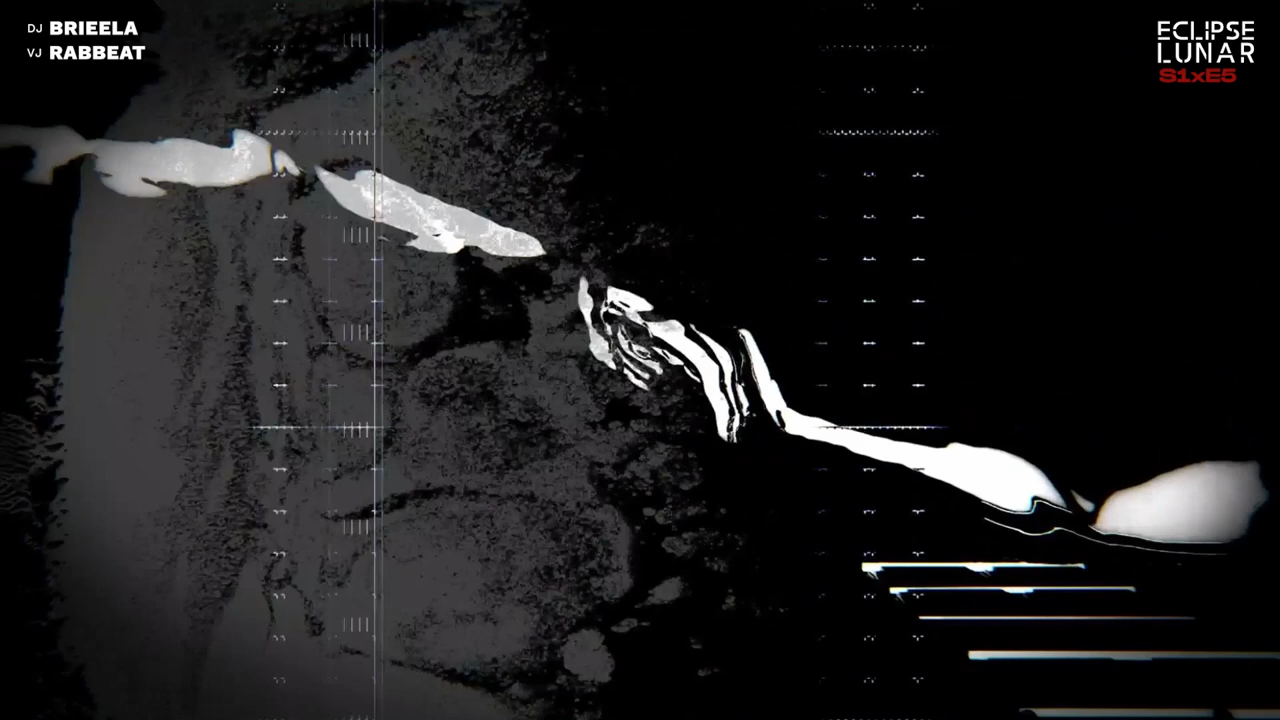 DJ BRIEELA
VJ RABBEAT
ECLIPSE
LUNAR
S1xE5